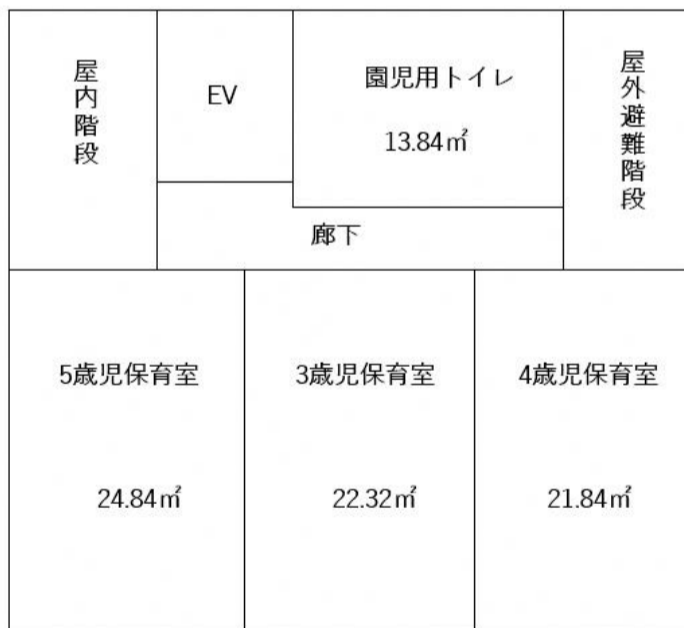 屋内階段
EV
園児用トイレ
13.84㎡
屋外避難階段
廊下
5歳児保育室
24.84㎡
3歳児保育室
22.32㎡
4歳児保育室
21.84㎡